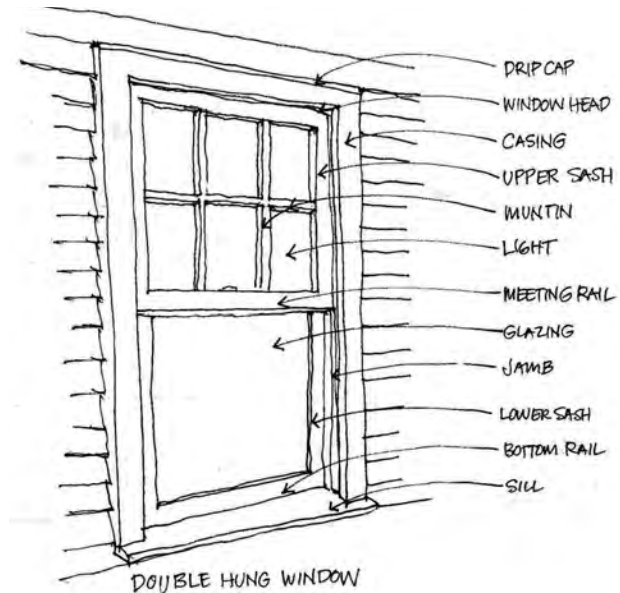 DRIP CAP
WINDOW HEAD
CASING
UPPER SASH
MUNTIN
LIGHT
MEETING RAIL
GLAZING
JAMB
LOWER SASH
BOTTOM RAIL
SILL
DOUBLE HUNG WINDOW